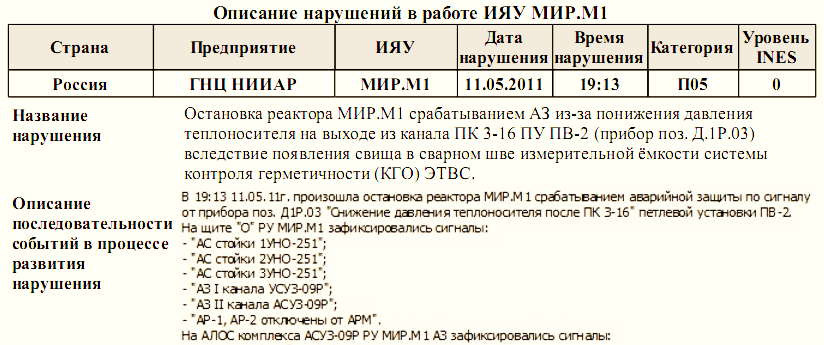 Описание нарушений в работе ИЯУ МИР.М1
Страна Предприятие ИЯУ Дата нарушения Время нарушения Категория Уровень INES
Россия ГНЦ НИИАР МИР.М1 11.05.2011 19:13 П05 0
Название нарушения
Остановка реактора МИР.М1 срабатыванием АЗ из-за понижения давления
теплоносителя на выходе из канала ПК 3-16 ПУ ПВ-2 (прибор поз. Д.1Р.03)
вследствие появления свища в сварном шве измерительной ёмкости системы
контроля герметичности (КГО) ЭТВС.
Описание последовательности событий в процессе развития нарушения
В 19:13 11.05.11г. произошла остановка реактора МИР.М1 срабатыванием аварийной защиты по сигналу
от прибора поз. Д1Р.03 "Снижение давления теплоносителя после ПК 3-16" петлевой установки ПВ-2.
На щите "О" РУ МИР.М1 зафиксировались сигналы:
- "АС стойки 1УНО-251";
- "АС стойки 2УНО-251";
- "АС стойки 3УНО-251";
- "АЗ I канала УСУЗ-09Р";
- "АЗ II канала АСУЗ-09Р";
- "АР-1, АР-2 отключены от АРМ".
На АЛОС комплекса АСУЗ-09Р РУ МИР.М1 АЗ зафиксировались сигналы: